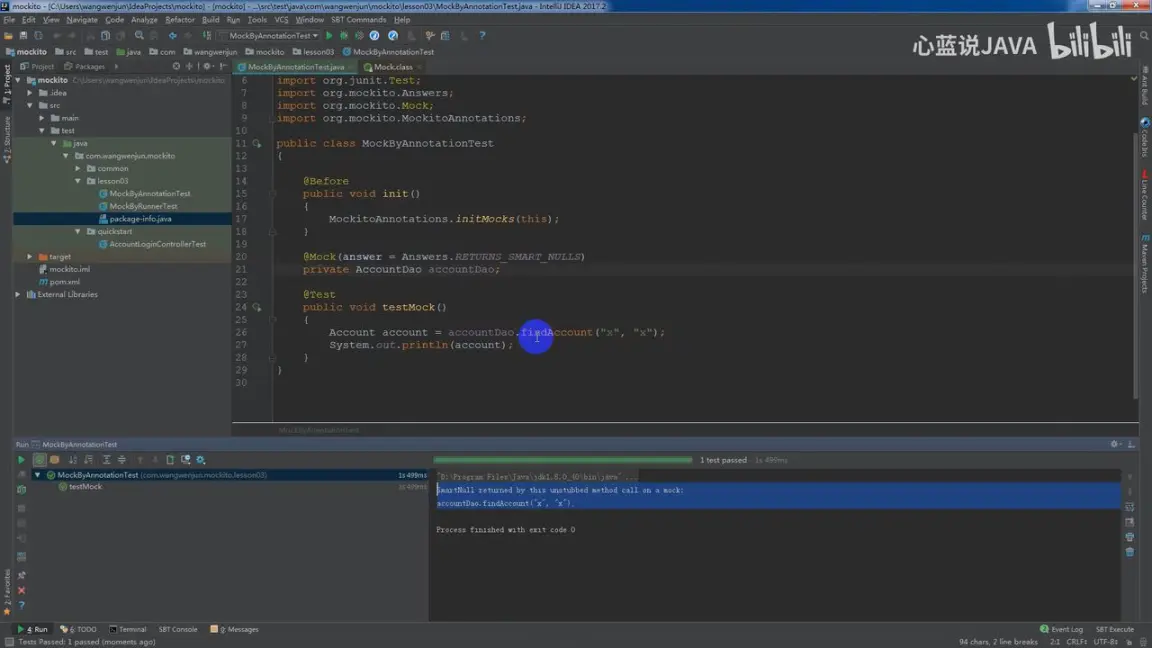 mockito - [C:\Users\wangwenjun\IdeaProjects\mockito] - [mockito] - ...\src\test\java\com\wangwenjun\mockito\lesson03\MockByAnnotationTest.java - IntelliJ IDEA 2017.2
File Edit View Navigate Code Analyze Refactor Build Run Tools VCS Window SBT Commands Help
MockByAnnotationTest
心蓝说JAVA bilibili
mockito src test java com wangwenjun mockito lesson03 MockByAnnotationTest
Project Packages
MockByAnnotationTest.java Mock.class
1: Project
7: Structure
2: Favorites
mockito C:\Users\wangwenjun\IdeaProjects\mockito
.idea
src
main
test
java
com.wangwenjun.mockito
common
lesson03
MockByAnnotationTest
MockByRunnerTest
package-info.java
quickstart
AccountLoginControllerTest
target
mockito.iml
pom.xml
External Libraries
6 import org.junit.Test;
7 import org.mockito.Answers;
8 import org.mockito.Mock;
9 import org.mockito.MockitoAnnotations;
10
11 public class MockByAnnotationTest
12 {
13
14 @Before
15 public void init()
16 {
17 MockitoAnnotations.initMocks(this);
18 }
19
20 @Mock(answer = Answers.RETURNS_SMART_NULLS)
21 private AccountDao accountDao;
22
23 @Test
24 public void testMock()
25 {
26 Account account = accountDao.findAccount("x", "x");
27 System.out.println(account);
28 }
29 }
30
MockByAnnotationTest
Ant Build
Line Counter
Maven Projects
Run MockByAnnotationTest
1 test passed - 1s 499ms
MockByAnnotationTest (com.wangwenjun.mockito.lesson03) 1s 499ms
testMock 1s 499ms
"D:\Program Files\Java\jdk1.8.0_40\bin\java" ...
SmartNull returned by this unstubbed method call on a mock:
accountDao.findAccount("x", "x");
Process finished with exit code 0
4: Run 6: TODO Terminal SBT Console 0: Messages Event Log SBT Execute
Tests Passed: 1 passed (moments ago) 94 chars, 2 line breaks 2:1 CRLF÷ UTF-8÷